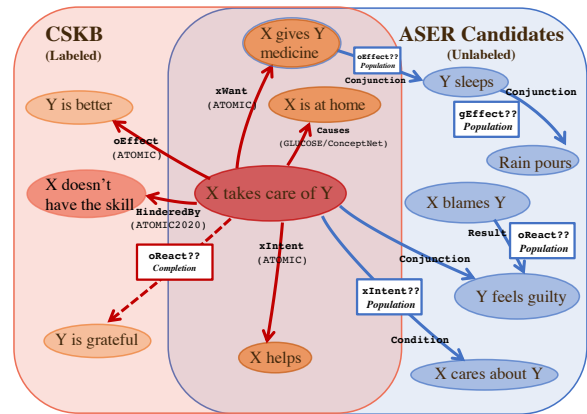 CSKB
(Labeled)
ASER Candidates
(Unlabeled)
X gives Y
medicine
oEffect??
Population
Conjunction
Y sleeps
Y is better
xWant
(ATOMIC)
X is at home
gEffect??
Population
Conjunction
oEffect
(ATOMIC)
Causes
(GLUCOSE/ConceptNet)
Rain pours
X doesn't
have the skill
X takes care of Y
X blames Y
HinderedBy
(ATOMIC2020)
Result
oReact??
Population
oReact??
Completion
xIntent
(ATOMIC)
Conjunction
xIntent??
Population
Y feels guilty
Y is grateful
Condition
X helps
X cares about Y